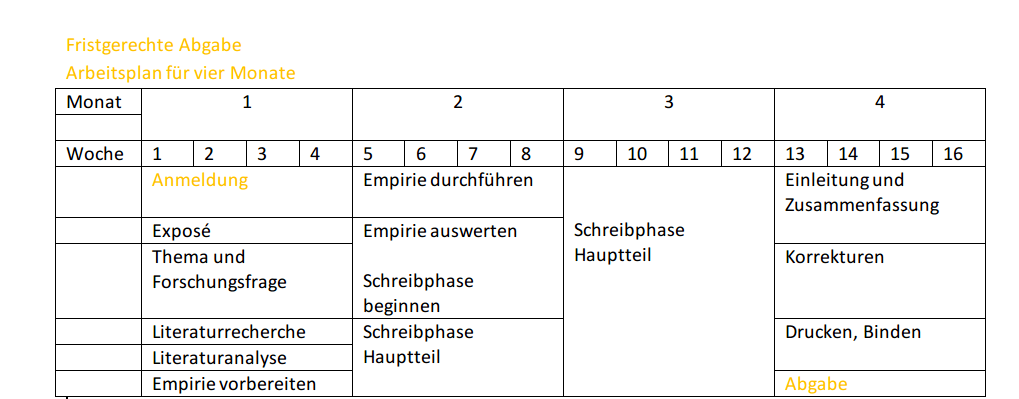 Fristgerechte Abgabe
Arbeitsplan für vier Monate
Monat 1 2 3 4
Woche 1 2 3 4 5 6 7 8 9 10 11 12 13 14 15 16
Anmeldung
Exposé
Thema und
Forschungsfrage
Literaturrecherche
Literaturanalyse
Empirie vorbereiten
Empirie durchführen
Empirie auswerten
Schreibphase
beginnen
Schreibphase
Hauptteil
Schreibphase
Hauptteil
Einleitung und
Zusammenfassung
Korrekturen
Drucken, Binden
Abgabe